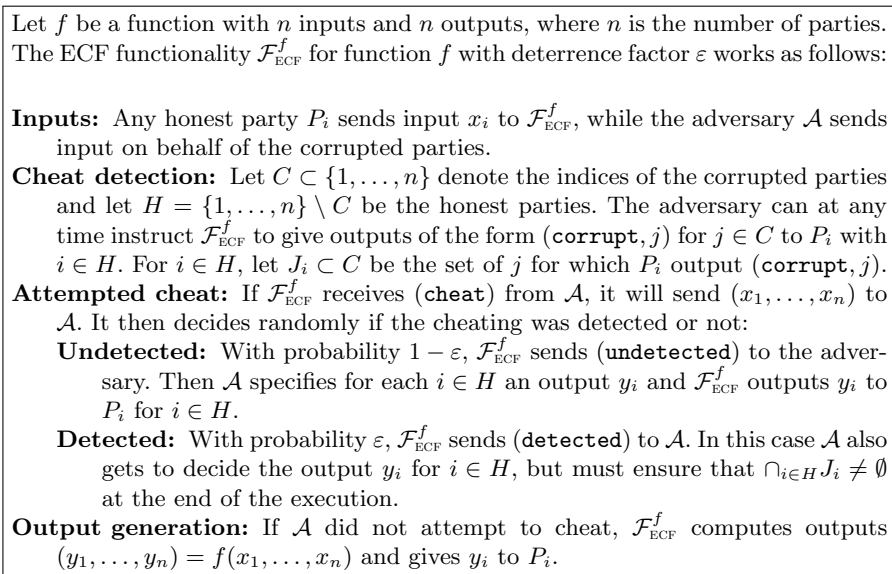 Let f be a function with n inputs and n outputs, where n is the number of parties.
The ECF functionality 𝓕_ECF^f for function f with deterrence factor ε works as follows:
Inputs: Any honest party P_i sends input x_i to 𝓕_ECF^f, while the adversary 𝒜 sends
input on behalf of the corrupted parties.
Cheat detection: Let C ⊂ {1, . . . , n} denote the indices of the corrupted parties
and let H = {1, . . . , n} \ C be the honest parties. The adversary can at any
time instruct 𝓕_ECF^f to give outputs of the form (corrupt, j) for j ∈ C to P_i with
i ∈ H. For i ∈ H, let J_i ⊂ C be the set of j for which P_i output (corrupt, j).
Attempted cheat: If 𝓕_ECF^f receives (cheat) from 𝒜, it will send (x_1, . . . , x_n) to
𝒜. It then decides randomly if the cheating was detected or not:
Undetected: With probability 1 − ε, 𝓕_ECF^f sends (undetected) to the adver-
sary. Then 𝒜 specifies for each i ∈ H an output y_i and 𝓕_ECF^f outputs y_i to
P_i for i ∈ H.
Detected: With probability ε, 𝓕_ECF^f sends (detected) to 𝒜. In this case 𝒜 also
gets to decide the output y_i for i ∈ H, but must ensure that ∩_{i∈H} J_i ≠ ∅
at the end of the execution.
Output generation: If 𝒜 did not attempt to cheat, 𝓕_ECF^f computes outputs
(y_1, . . . , y_n) = f(x_1, . . . , x_n) and gives y_i to P_i.